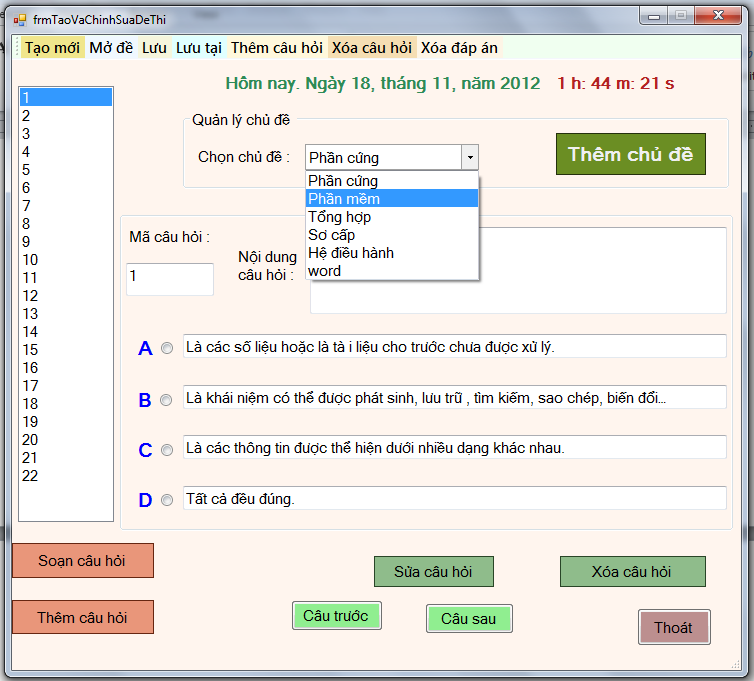 frmTaoVaChinhSuaDeThi
Tạo mới Mở đề Lưu Lưu tại Thêm câu hỏi Xóa câu hỏi Xóa đáp án
Hôm nay. Ngày 18, tháng 11, năm 2012 1 h: 44 m: 21 s
1
2
3
4
5
6
7
8
9
10
11
12
13
14
15
16
17
18
19
20
21
22
Quản lý chủ đề
Chọn chủ đề : Phần cứng
Thêm chủ đề
Phần cứng
Phần mềm
Tổng hợp
Sơ cấp
Hệ điều hành
word
Mã câu hỏi :
1
Nội dung
câu hỏi :
A Là các số liệu hoặc là tà i liệu cho trước chưa được xử lý.
B Là khái niệm có thể được phát sinh, lưu trữ , tìm kiếm, sao chép, biến đổi...
C Là các thông tin được thể hiện dưới nhiều dạng khác nhau.
D Tất cả đều đúng.
Soạn câu hỏi
Sửa câu hỏi
Xóa câu hỏi
Thêm câu hỏi
Câu trước
Câu sau
Thoát